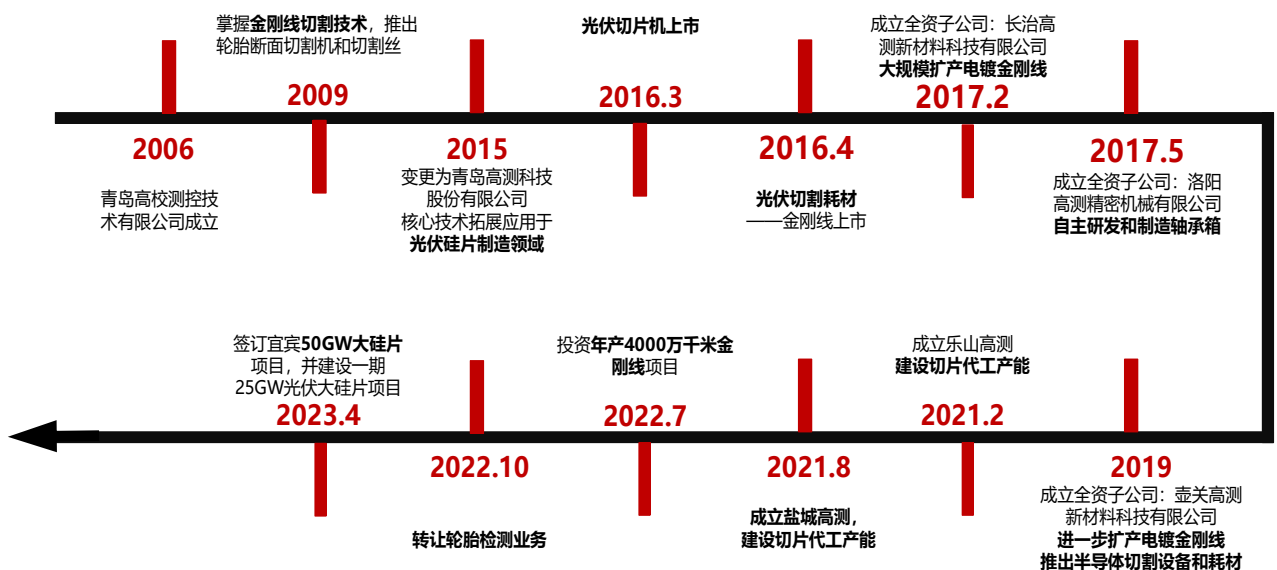 2006
青岛高校测控技
术有限公司成立
掌握金刚线切割技术，推出
轮胎断面切割机和切割丝
2009
2015
变更为青岛高测科技
股份有限公司
核心技术拓展应用于
光伏硅片制造领域
光伏切片机上市
2016.3
2016.4
光伏切割耗材
——金刚线上市
成立全资子公司：长治高
测新材料科技有限公司
大规模扩产电镀金刚线
2017.2
2017.5
成立全资子公司：洛阳
高测精密机械有限公司
自主研发和制造轴承箱
2019
成立全资子公司：壶关高测
新材料科技有限公司
进一步扩产电镀金刚线
推出半导体切割设备和耗材
成立乐山高测
建设切片代工产能
2021.2
2021.8
成立盐城高测，
建设切片代工产能
投资年产4000万千米金
刚线项目
2022.7
2022.10
转让轮胎检测业务
签订宜宾50GW大硅片
项目，并建设一期
25GW光伏大硅片项目
2023.4